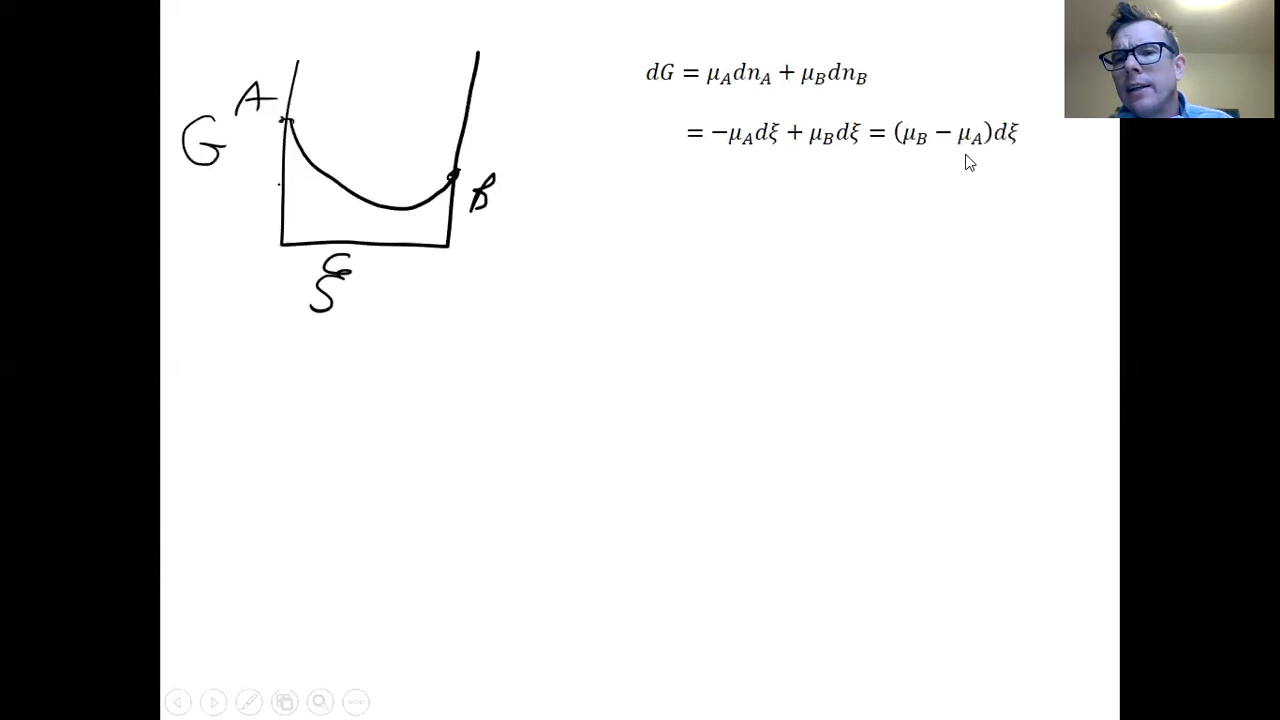 A
G
B
ξ
dG = μ_A dn_A + μ_B dn_B
= −μ_A dξ + μ_B dξ = (μ_B − μ_A)dξ